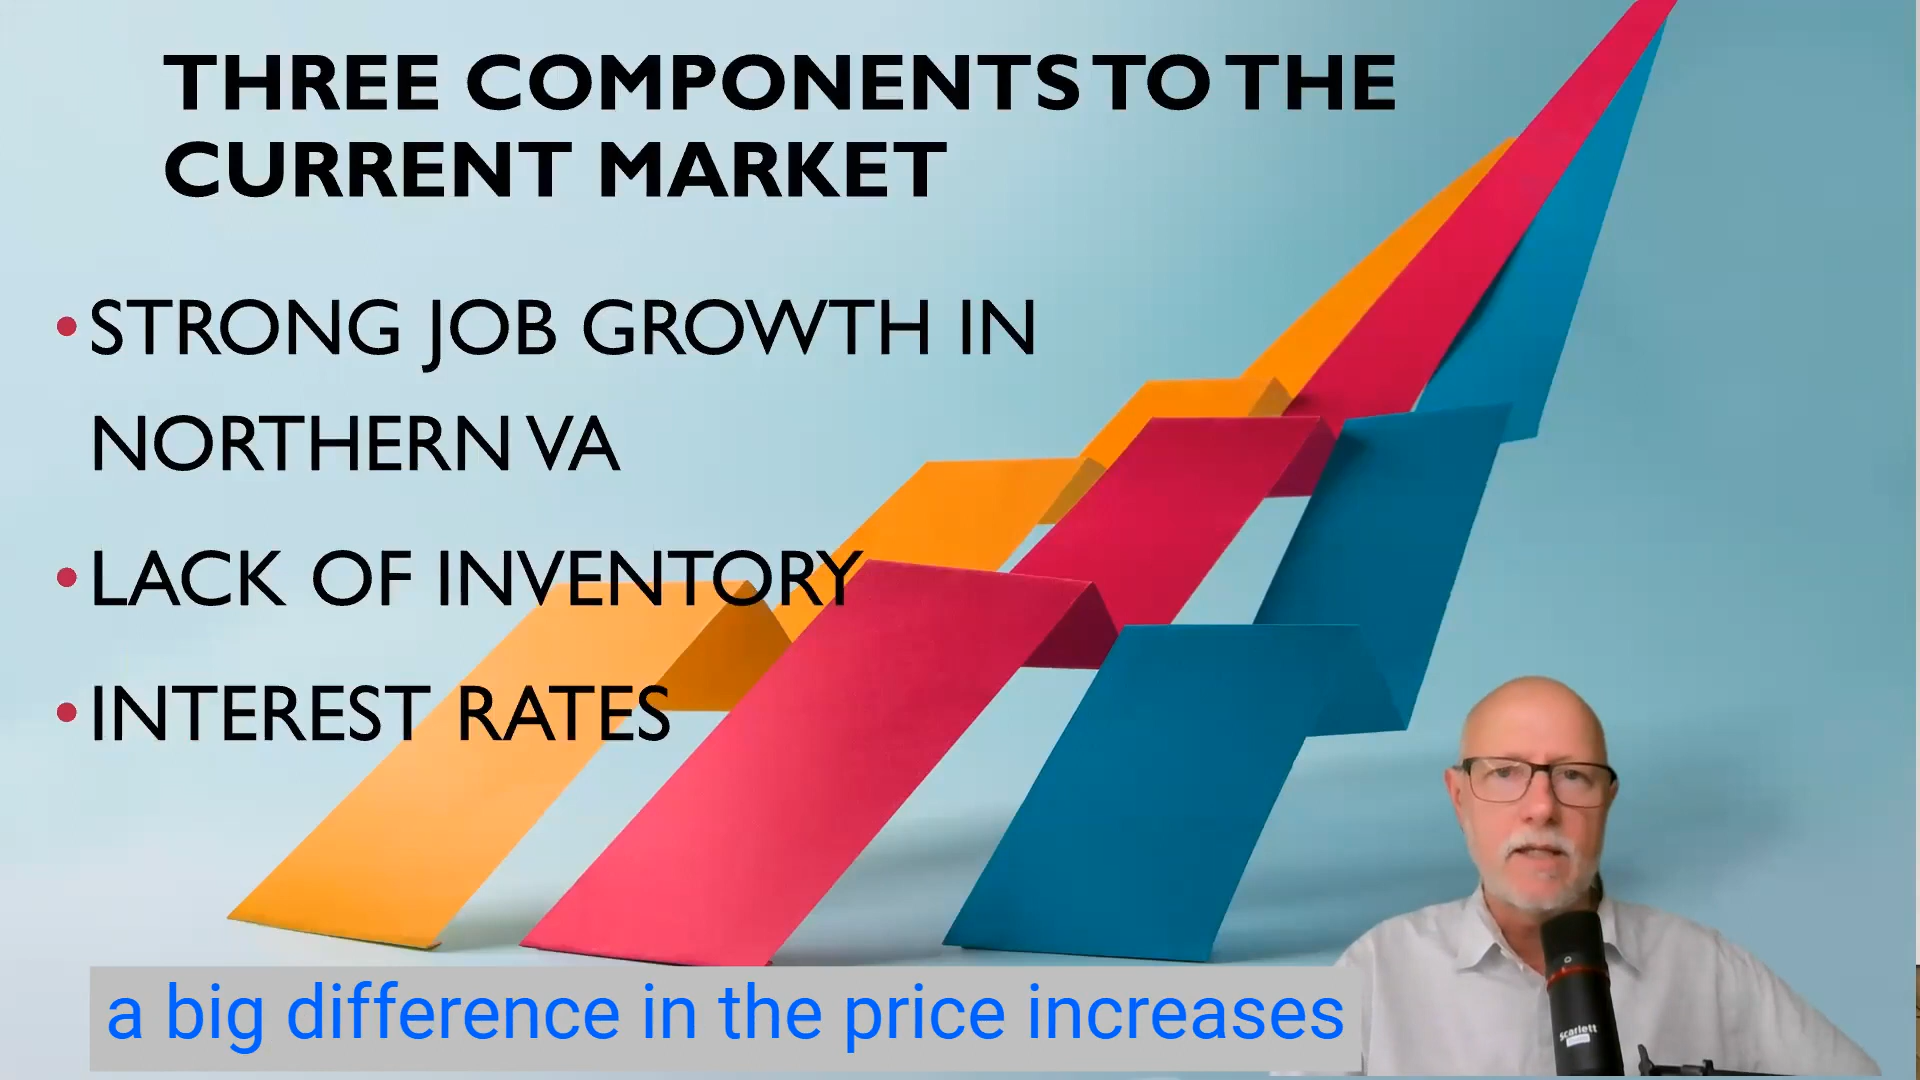 THREE COMPONENTS TO THE
CURRENT MARKET
• STRONG JOB GROWTH IN
NORTHERN VA
• LACK OF INVENTORY
• INTEREST RATES
a big difference in the price increases
scarlett